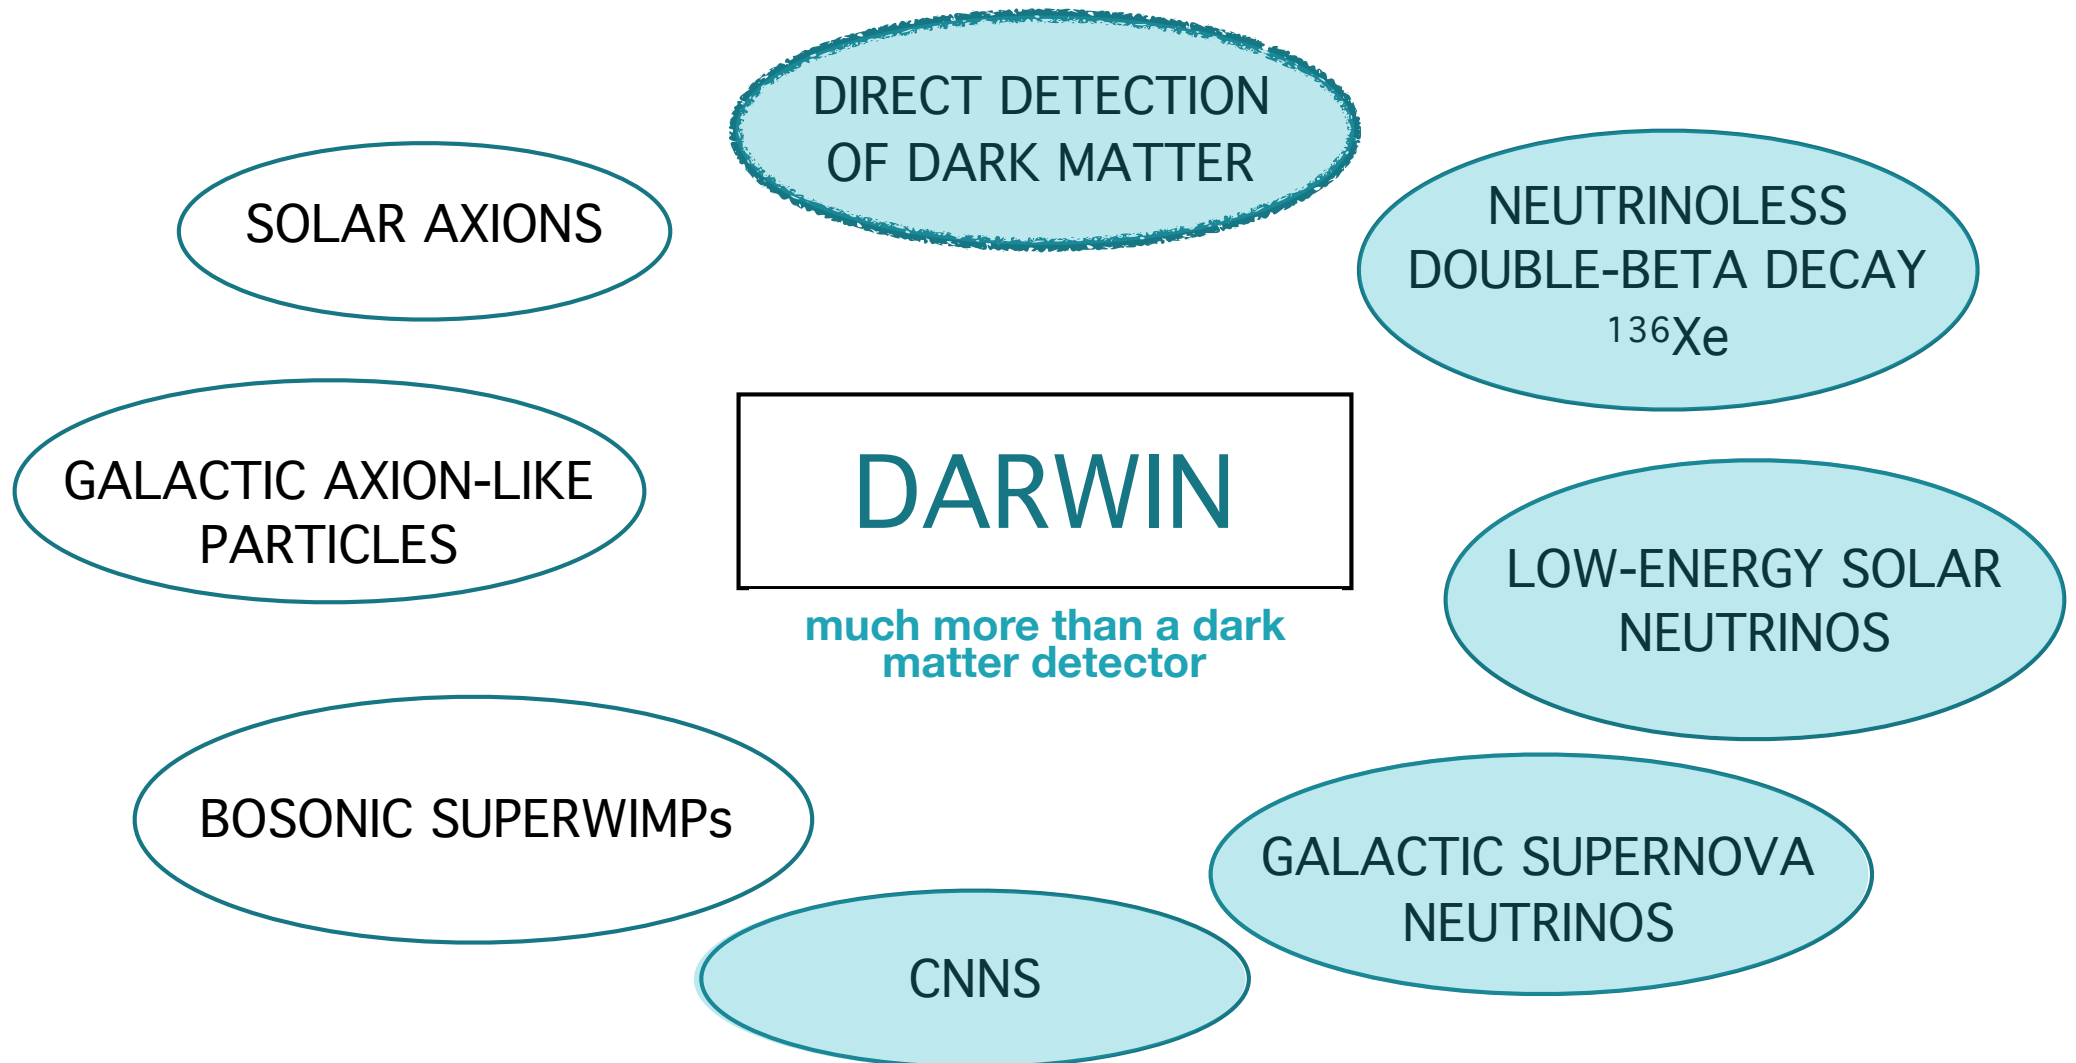 DIRECT DETECTION
OF DARK MATTER
SOLAR AXIONS
NEUTRINOLESS
DOUBLE-BETA DECAY
¹³⁶Xe
GALACTIC AXION-LIKE
PARTICLES
DARWIN
much more than a dark
matter detector
LOW-ENERGY SOLAR
NEUTRINOS
BOSONIC SUPERWIMPs
GALACTIC SUPERNOVA
NEUTRINOS
CNNS